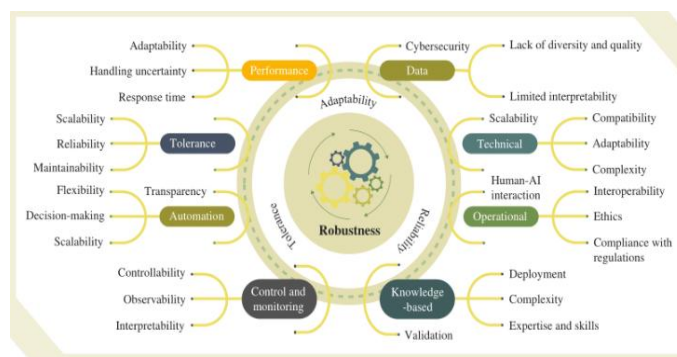 Adaptability
Handling uncertainty
Response time
Performance
Cybersecurity
Data
Lack of diversity and quality
Limited interpretability
Scalability
Reliability
Maintainability
Tolerance
Scalability
Technical
Compatibility
Adaptability
Complexity
Flexibility
Decision-making
Scalability
Transparency
Automation
Human-AI
interaction
Operational
Interoperability
Ethics
Compliance with
regulations
Controllability
Observability
Interpretability
Control and
monitoring
Knowledge
-based
Validation
Deployment
Complexity
Expertise and skills
Adaptability
Tolerance
Reliability
Robustness